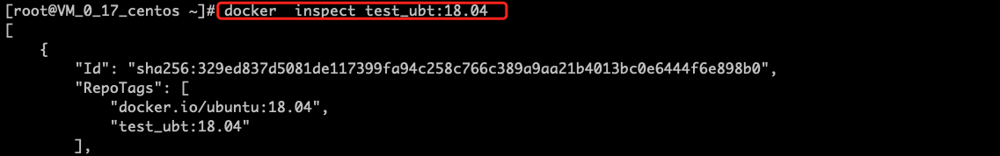 [root@VM_0_17_centos ~]# docker  inspect test_ubt:18.04
[
    {
        "Id": "sha256:329ed837d5081de117399fa94c258c766c389a9aa21b4013bc0e6444f6e898b0",
        "RepoTags": [
            "docker.io/ubuntu:18.04",
            "test_ubt:18.04"
        ],